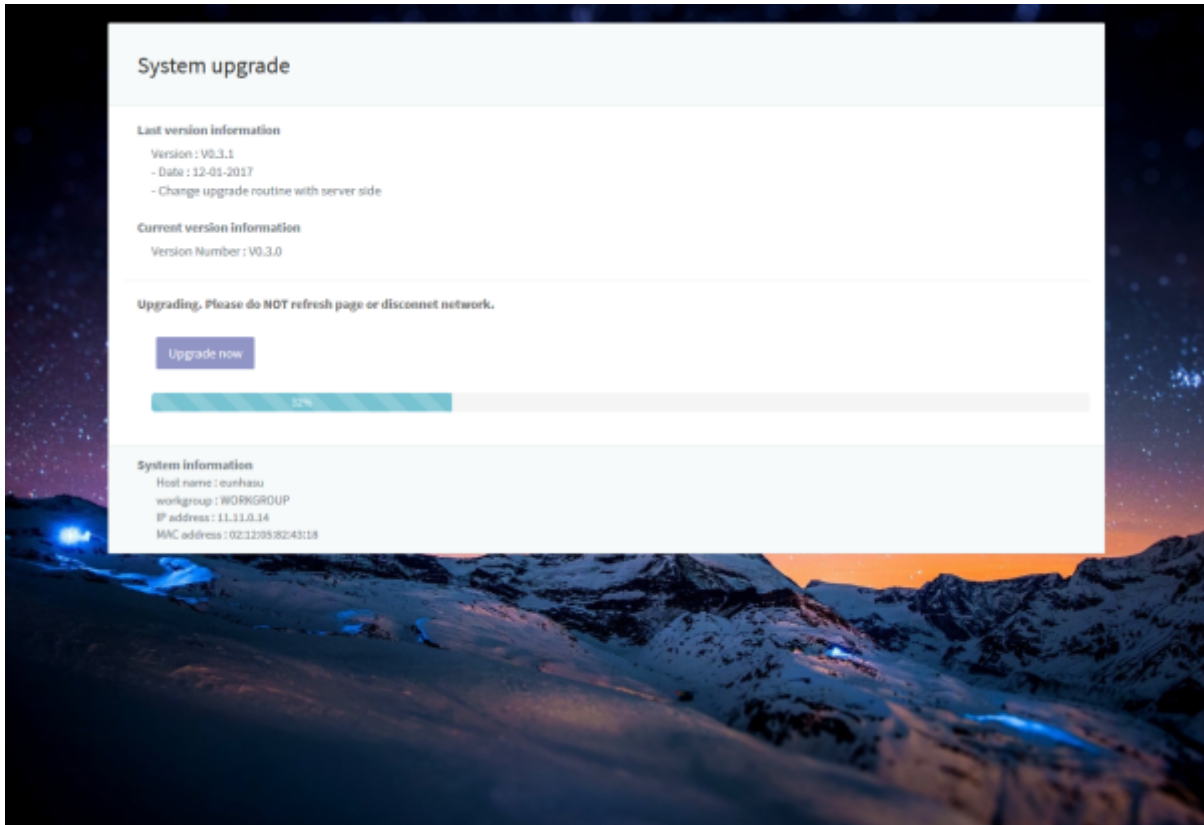 System upgrade
Last version information
Version : V0.3.1
- Date : 12-01-2017
- Change upgrade routine with server side
Current version information
Version Number : V0.3.0
Upgrading. Please do NOT refresh page or disconnet network.
Upgrade now
32%
System information
Host name : eunhasu
workgroup : WORKGROUP
IP address : 11.11.0.14
MAC address : 02:12:05:82:43:18